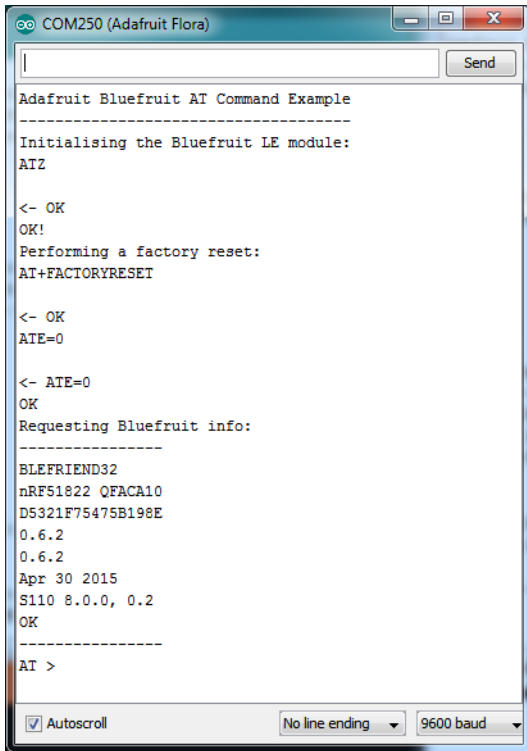 COM250 (Adafruit Flora)
Send
Adafruit Bluefruit AT Command Example
-------------------------------------
Initialising the Bluefruit LE module:
ATZ
<- OK
OK!
Performing a factory reset:
AT+FACTORYRESET
<- OK
ATE=0
<- ATE=0
OK
Requesting Bluefruit info:
----------------
BLEFRIEND32
nRF51822 QFACA10
D5321F75475B198E
0.6.2
0.6.2
Apr 30 2015
S110 8.0.0, 0.2
OK
----------------
AT >
Autoscroll No line ending 9600 baud